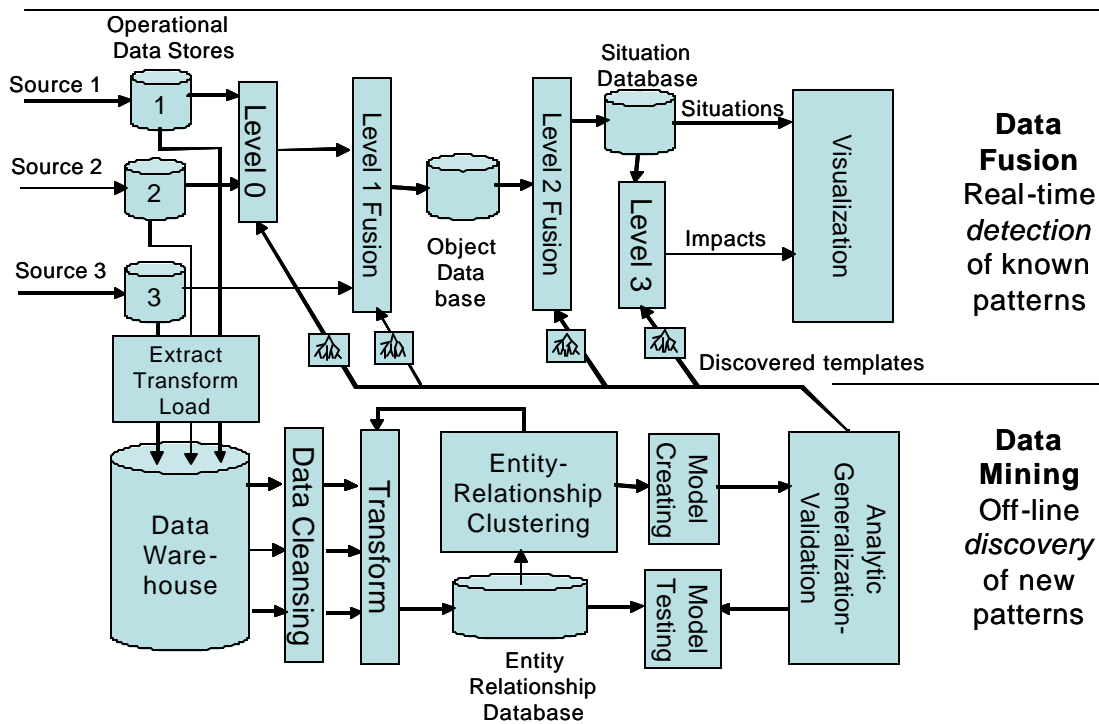 Operational
Data Stores
Source 1
1
Source 2
2
Source 3
3
Level 0
Level 1 Fusion
Object Data
base
Level 2 Fusion
Situation
Database
Situations
Level 3
Impacts
Visualization
Data
Fusion
Real-time
detection
of known
patterns
Extract
Transform
Load
Discovered templates
Data
Ware-
house
Data Cleansing
Transform
Entity-
Relationship
Clustering
Entity
Relationship
Database
Model
Creating
Model
Testing
Analytic
Generalization-
Validation
Data
Mining
Off-line
discovery
of new
patterns